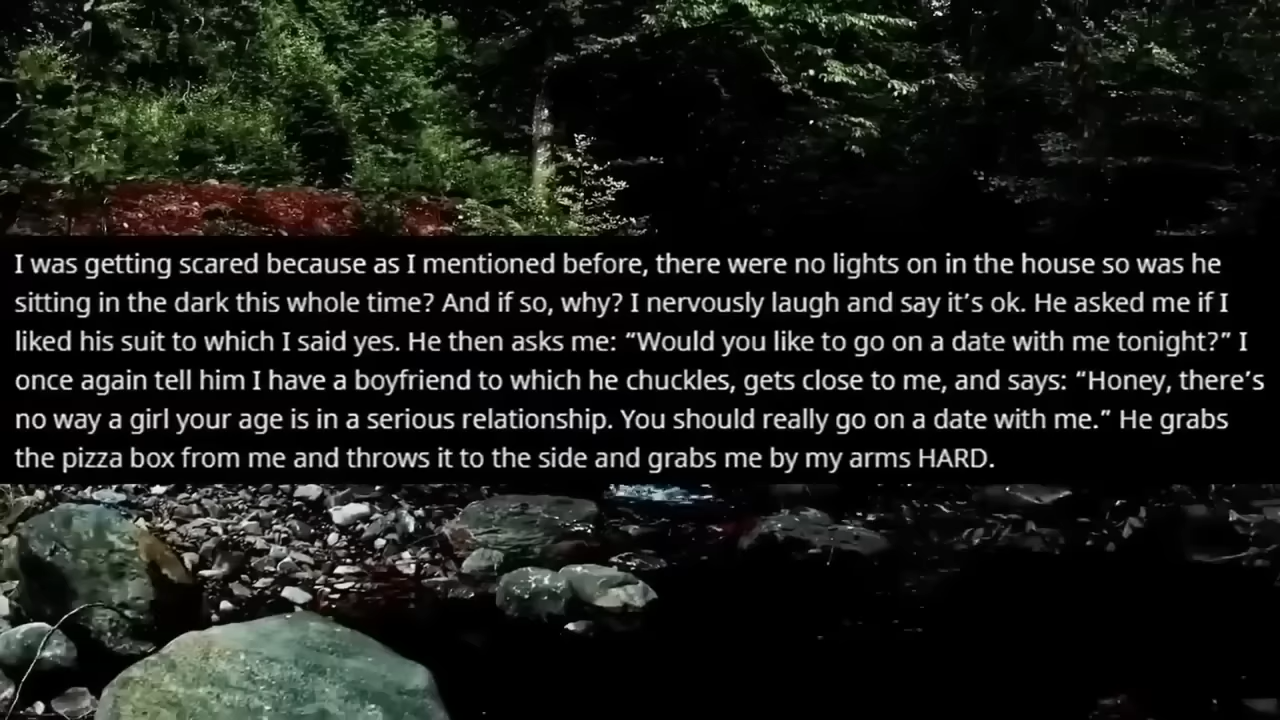 I was getting scared because as I mentioned before, there were no lights on in the house so was he
sitting in the dark this whole time? And if so, why? I nervously laugh and say it’s ok. He asked me if I
liked his suit to which I said yes. He then asks me: “Would you like to go on a date with me tonight?” I
once again tell him I have a boyfriend to which he chuckles, gets close to me, and says: “Honey, there’s
no way a girl your age is in a serious relationship. You should really go on a date with me.” He grabs
the pizza box from me and throws it to the side and grabs me by my arms HARD.